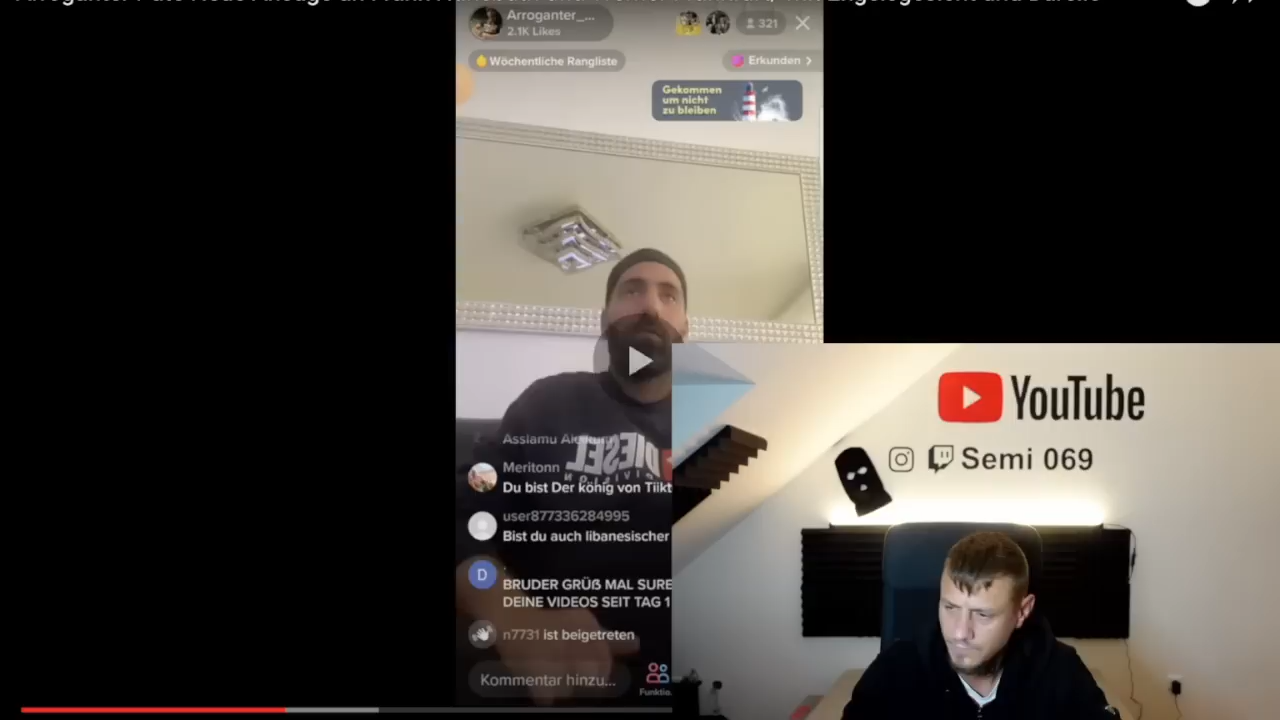 Arroganter_...
2.1K Likes
321
Wöchentliche Rangliste
Erkunden >
Gekommen
um nicht
zu bleiben
YouTube
Semi 069
DIESEL
Asslamu
Meritonn
Du bist Der könig von Tiikt
user877336284995
Bist du auch libanesischer
D
BRUDER GRÜß MAL SURE
DEINE VIDEOS SEIT TAG 1
n7731 ist beigetreten
Kommentar hinzu...
Funktio.